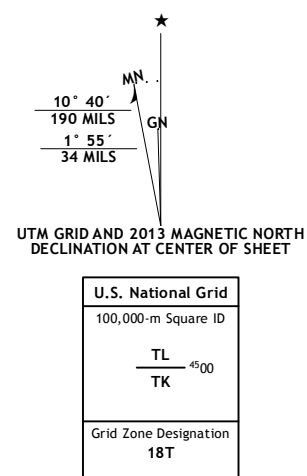 ★
MN
GN
10° 40´
190 MILS
1° 55´
34 MILS
UTM GRID AND 2013 MAGNETIC NORTH
DECLINATION AT CENTER OF SHEET
U.S. National Grid
100,000-m Square ID
TL
4500
TK
Grid Zone Designation
18T